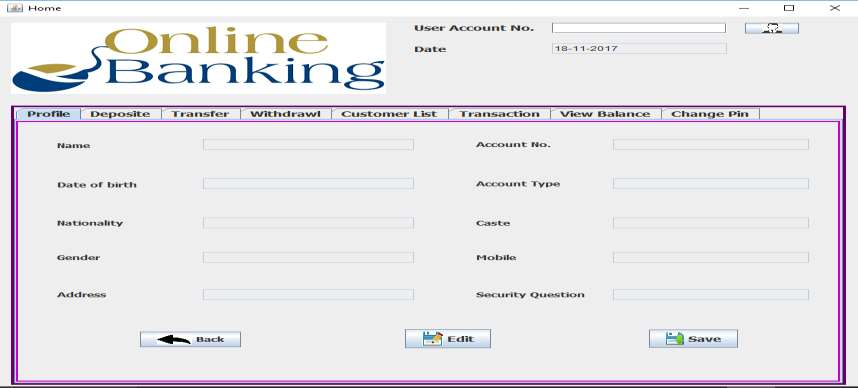 Home
Online
Banking
User Account No.
Date 18-11-2017
Profile Deposite Transfer Withdrawl Customer List Transaction View Balance Change Pin
Name Account No.
Date of birth Account Type
Nationality Caste
Gender Mobile
Address Security Question
Back Edit Save